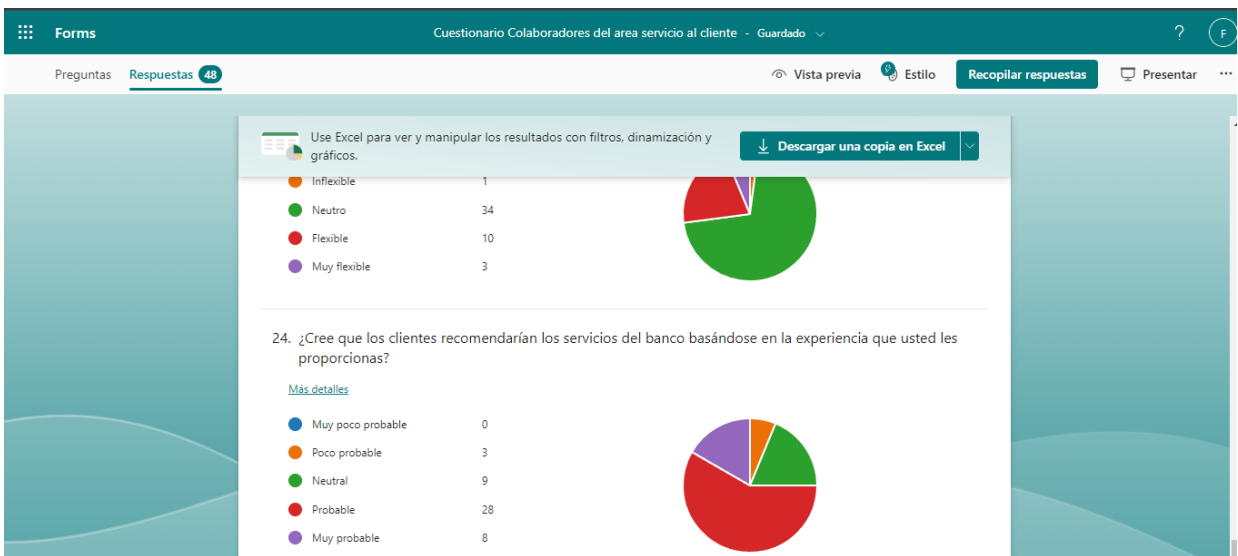 Forms
Cuestionario Colaboradores del area servicio al cliente - Guardado
?
F
Preguntas
Respuestas 48
Vista previa
Estilo
Recopilar respuestas
Presentar
...
Use Excel para ver y manipular los resultados con filtros, dinamización y
gráficos.
Descargar una copia en Excel
Inflexible 1
Neutro 34
Flexible 10
Muy flexible 3
24. ¿Cree que los clientes recomendarían los servicios del banco basándose en la experiencia que usted les
proporcionas?
Más detalles
Muy poco probable 0
Poco probable 3
Neutral 9
Probable 28
Muy probable 8